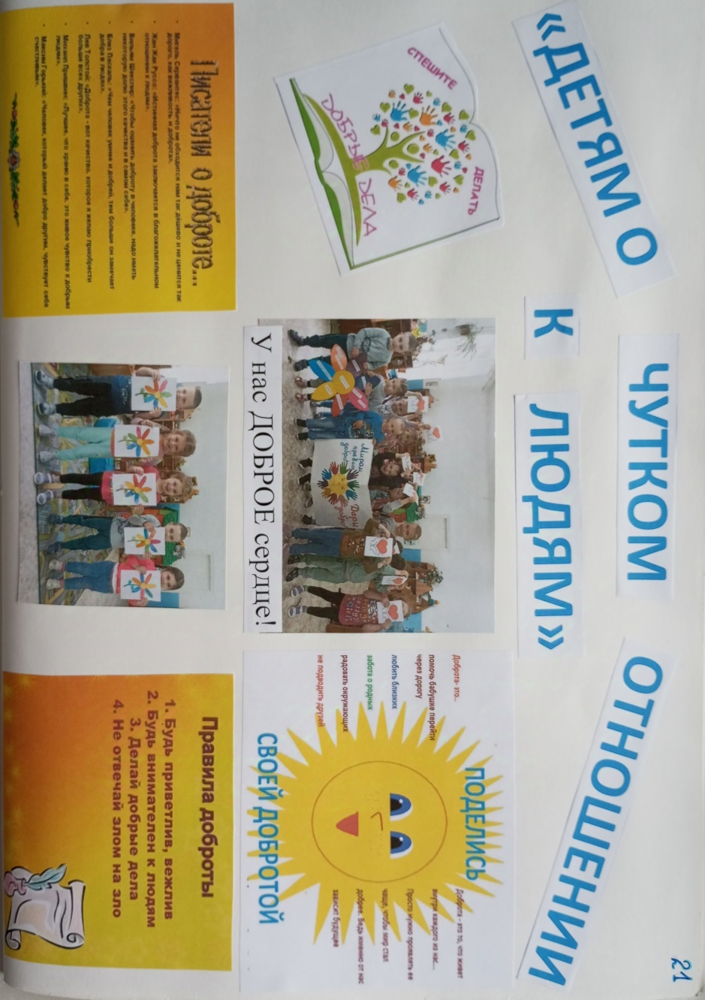 21
«ДЕТЯМ О
ЧУТКОМ
ОТНОШЕНИИ
К
ЛЮДЯМ»
СПЕШИТЕ
ДЕЛАТЬ
ДОБРЫЕ ДЕЛА
Миром
правит
доброта
Дари
добро
У нас ДОБРОЕ сердце!
ПОДЕЛИСЬ
Доброта- это...
помочь бабушке перейти
через дорогу
любить близких
забота о родных
радовать окружающих
не подводить друзей
Доброта - это то, что живет
внутри каждого из нас...
Просто нужно проявлять ее
чаще, чтобы мир стал
добрее. Ведь именно от нас
зависит будущее
СВОЕЙ ДОБРОТОЙ
Писатели о доброте...
• Мигель Сервантес: «Ничто не обходится нам так дёшево и не ценится так
дорого, как вежливость и доброта».
• Жан Жак Руссо: «Истинная доброта заключается в благожелательном
отношении к людям».
• Вильям Шекспир: «Чтобы оценить доброту в человеке, надо иметь
некоторую долю этого качества и в самом себе».
• Блез Паскаль: «Чем человек умнее и добрей, тем больше он замечает
добра в людях».
• Лев Толстой: «Доброта - вот качество, которое я желаю приобрести
больше всех других».
• Михаил Пришвин: «Лучшее, что храню в себе, это живое чувство к добрым
людям».
• Максим Горький: «Человек, который делает добро другим, чувствует себя
счастливым».
Правила доброты
1. Будь приветлив, вежлив
2. Будь внимателен к людям
3. Делай добрые дела
4. Не отвечай злом на зло